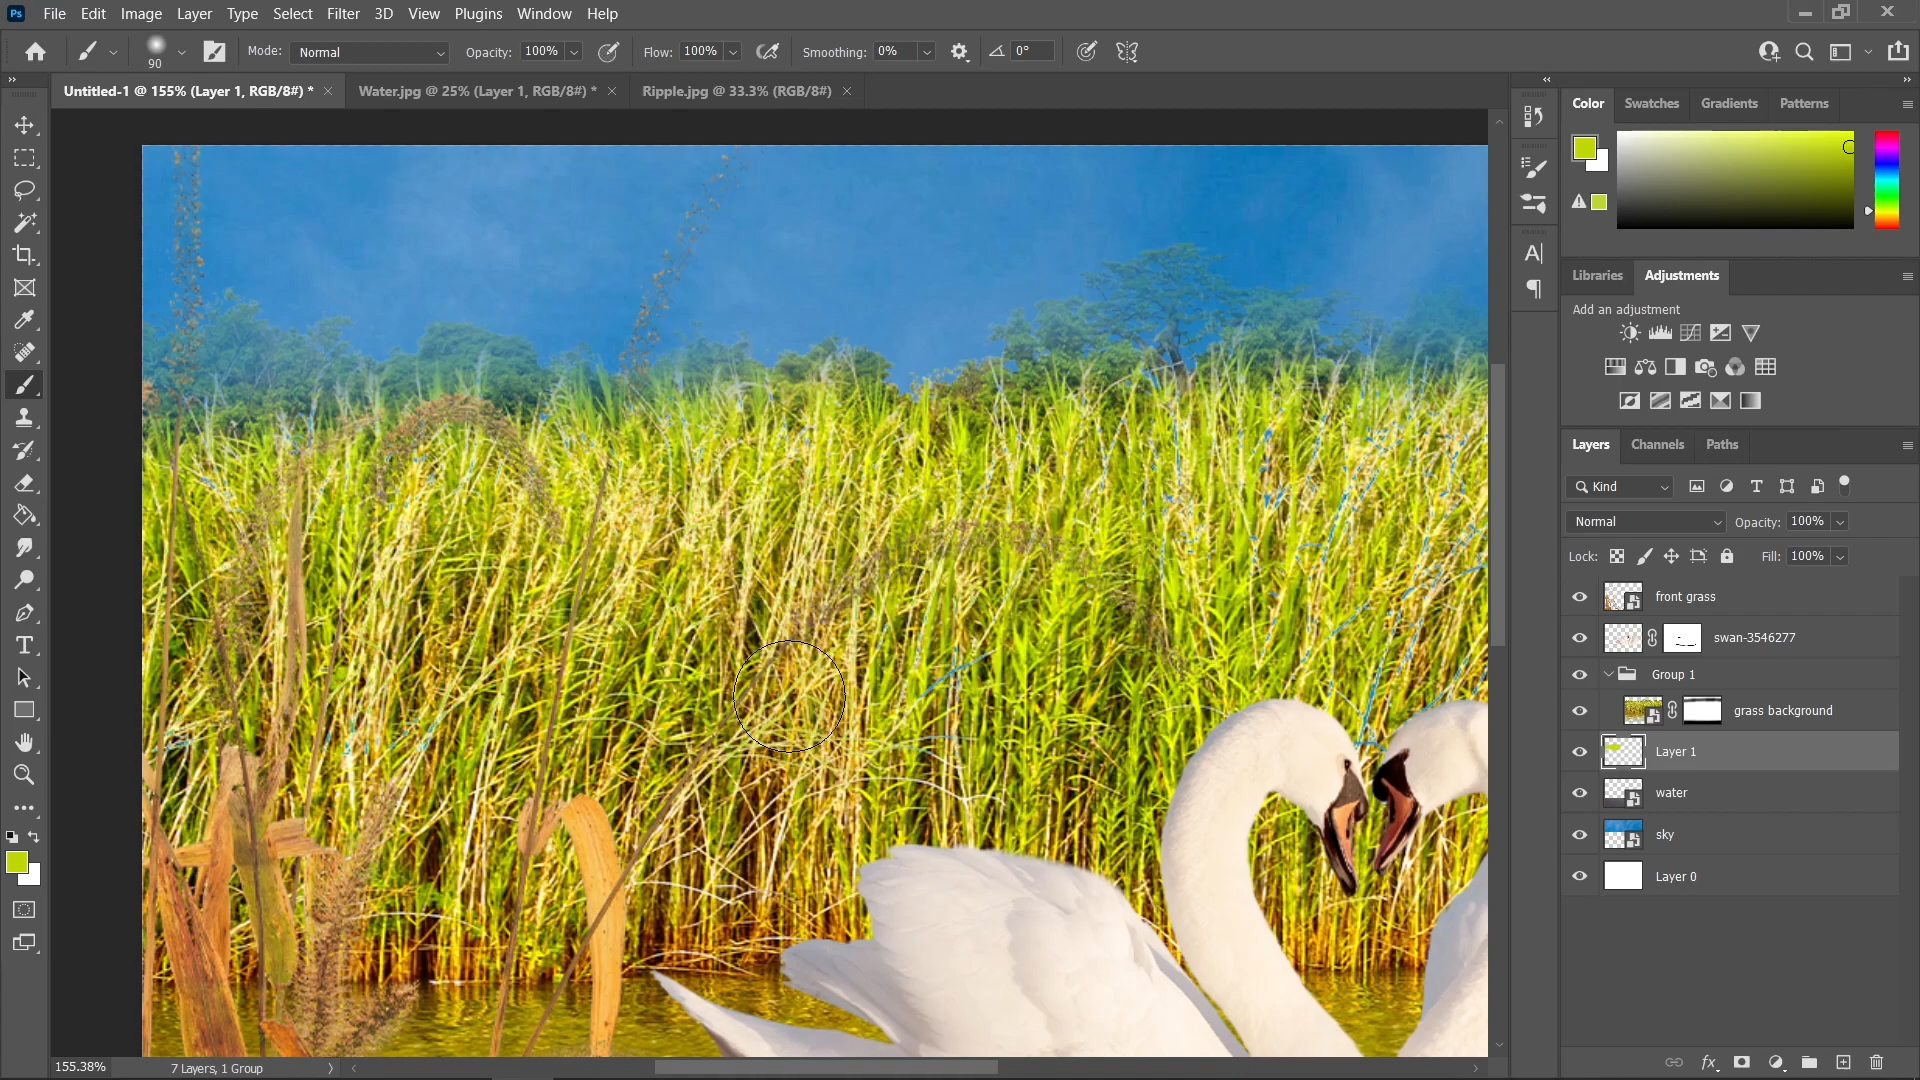 Ps File Edit Image Layer Type Select Filter 3D View Plugins Window Help
90 Mode: Normal Opacity: 100% Flow: 100% Smoothing: 0% 0°
Untitled-1 @ 155% (Layer 1, RGB/8#) * Water.jpg @ 25% (Layer 1, RGB/8#) * Ripple.jpg @ 33.3% (RGB/8#)
Color Swatches Gradients Patterns
Libraries Adjustments
Add an adjustment
Layers Channels Paths
Kind
Normal Opacity: 100%
Lock: Fill: 100%
front grass
swan-3546277
Group 1
grass background
Layer 1
water
sky
Layer 0
155.38% 7 Layers, 1 Group